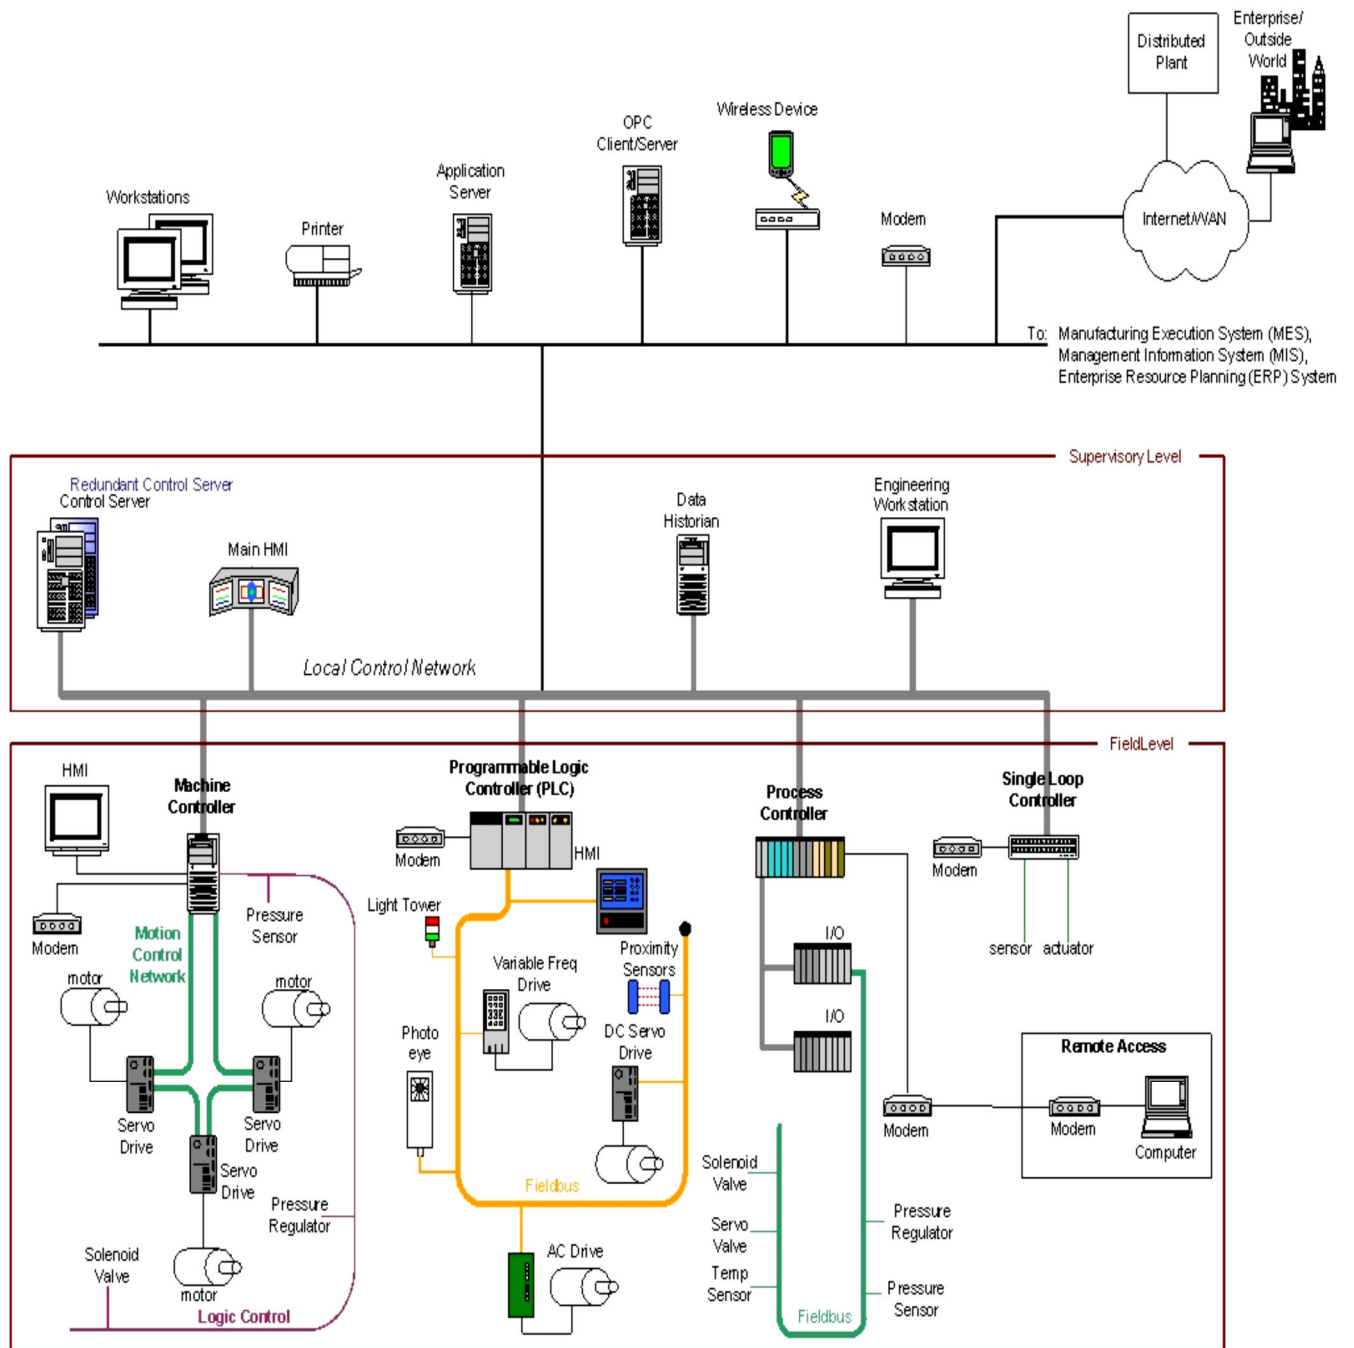 Enterprise/
Outside
World
Distributed
Plant
Wireless Device
OPC
Client/Server
Application
Server
Workstations
Printer
Modem
Internet/WAN
To: Manufacturing Execution System (MES),
Management Information System (MIS),
Enterprise Resource Planning (ERP) System
Supervisory Level
Redundant Control Server
Control Server
Main HMI
Data
Historian
Engineering
Workstation
Local Control Network
FieldLevel
HMI
Machine
Controller
Programmable Logic
Controller (PLC)
Process
Controller
Single Loop
Controller
Modem
HMI
Modem
Light Tower
Pressure
Sensor
Modem
Motion
Control
Network
motor
motor
Variable Freq
Drive
Proximity
Sensors
I/O
sensor
actuator
Photo
eye
DC Servo
Drive
I/O
Remote Access
Servo
Drive
Servo
Drive
Servo
Drive
Modem
Modem
Computer
Fieldbus
Solenoid
Valve
Pressure
Regulator
Servo
Valve
Pressure
Regulator
Solenoid
Valve
AC Drive
Temp
Sensor
Pressure
Sensor
motor
Logic Control
Fieldbus